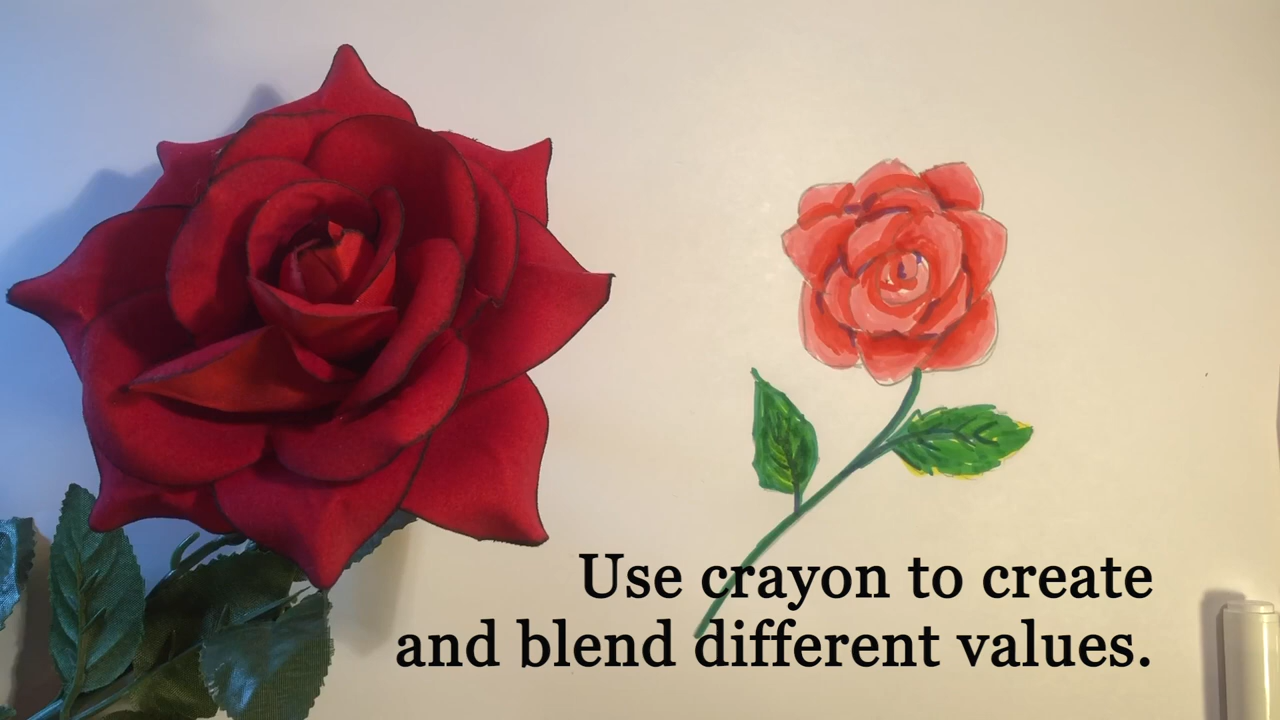 Use crayon to create
and blend different values.